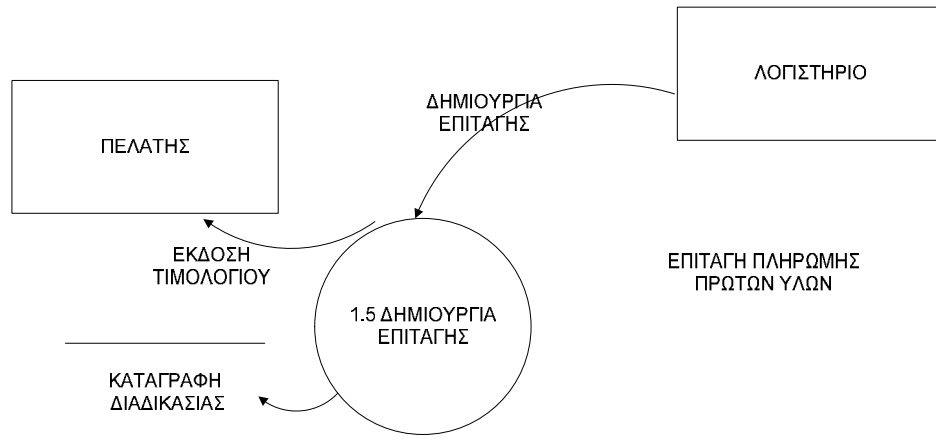 ΛΟΓΙΣΤΗΡΙΟ
ΔΗΜΙΟΥΡΓΙΑ
ΕΠΙΤΑΓΗΣ
ΠΕΛΑΤΗΣ
ΕΚΔΟΣΗ
ΤΙΜΟΛΟΓΙΟΥ
ΕΠΙΤΑΓΗ ΠΛΗΡΩΜΗΣ
ΠΡΩΤΩΝ ΥΛΩΝ
1.5 ΔΗΜΙΟΥΡΓΙΑ
ΕΠΙΤΑΓΗΣ
ΚΑΤΑΓΡΑΦΗ
ΔΙΑΔΙΚΑΣΙΑΣ